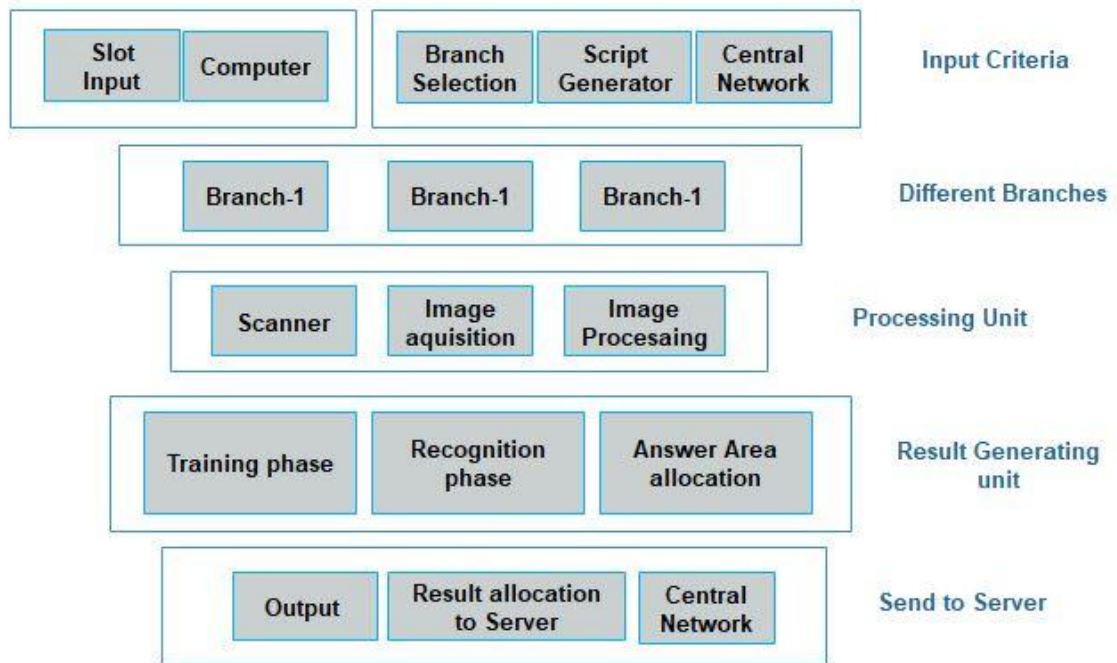 Slot
Input
Computer
Branch
Selection
Script
Generator
Central
Network
Input Criteria
Branch-1
Branch-1
Branch-1
Different Branches
Scanner
Image
aquisition
Image
Procesaing
Processing Unit
Training phase
Recognition
phase
Answer Area
allocation
Result Generating
unit
Output
Result allocation
to Server
Central
Network
Send to Server